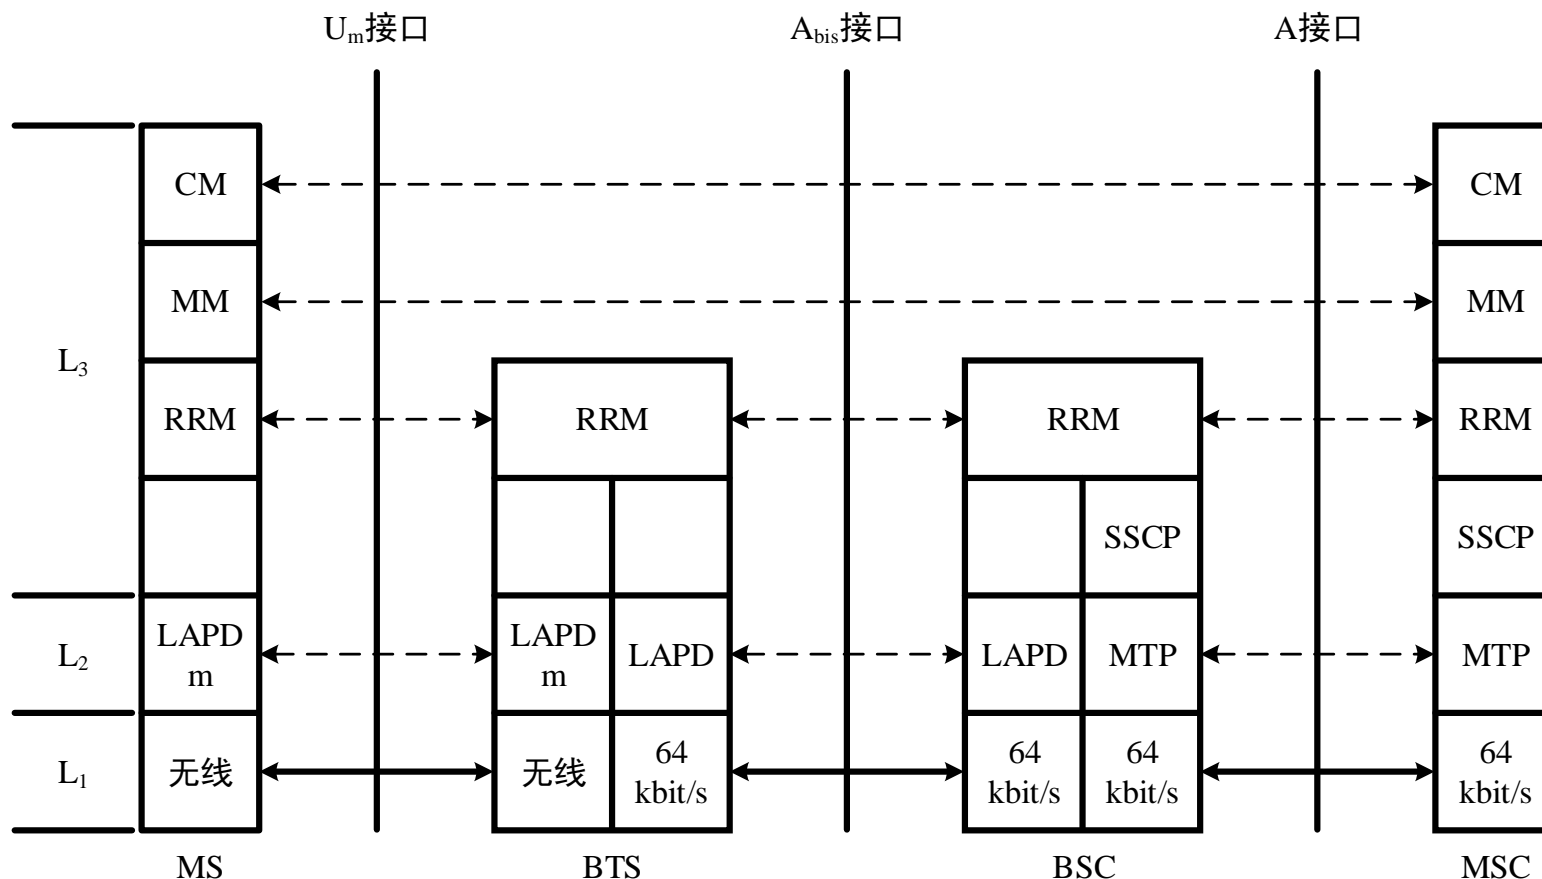 Um接口 Abis接口 A接口
CM CM
MM MM
L3
RRM RRM RRM RRM
SSCP SSCP
L2
LAPD
m
LAPD
m
LAPD LAPD MTP MTP
L1
无线 无线
64
kbit/s
64
kbit/s
64
kbit/s
64
kbit/s
MS BTS BSC MSC